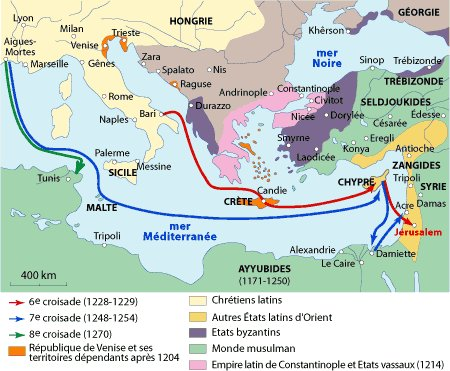 HONGRIE
GÉORGIE
Lyon
Milan
Trieste
Venise
Aigues-
Mortes
Marseille
Gênes
Zara
Spalato
Nis
Raguse
Rome
Durazzo
Naples
Bari
Andrinople
Constantinople
Civitot
Nicée
Dorylée
Khérson
mer
Noire
Sinop
Trébizonde
TRÉBIZONDE
SELDJOUKIDES
Césarée
Édesse
Eregli
Konya
Smyrne
Laodicée
Antioche
ZANGIDES
Palerme
Messine
SICILE
Tunis
MALTE
Candie
CRÈTE
CHYPRE
Tripoli
SYRIE
Acre
Damas
Jérusalem
mer
Méditerranée
Tripoli
Alexandrie
Damiette
Le Caire
AYYUBIDES
(1171-1250)
400 km
6e croisade (1228-1229)
7e croisade (1248-1254)
8e croisade (1270)
République de Venise et ses
territoires dépendants après 1204
Chrétiens latins
Autres États latins d'Orient
Etats byzantins
Monde musulman
Empire latin de Constantinople et Etats vassaux (1214)